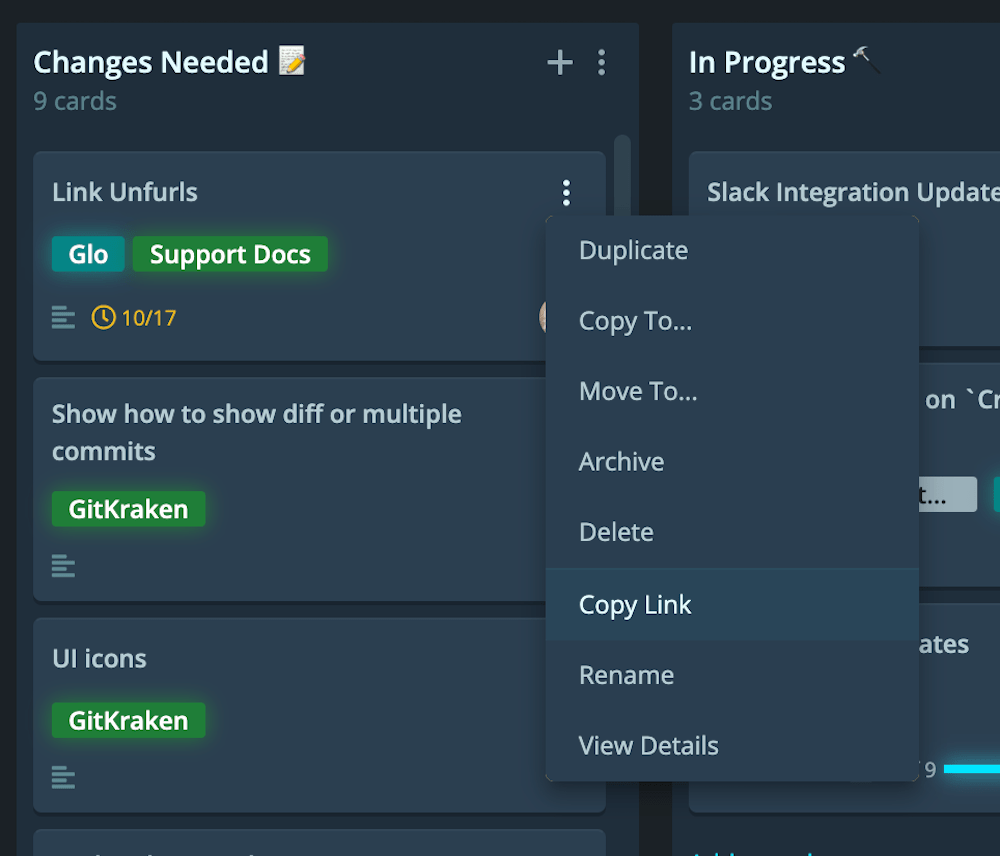 Changes Needed 📝
9 cards
Link Unfurls
Glo Support Docs
10/17
Show how to show diff or multiple
commits
GitKraken
UI icons
GitKraken
Duplicate
Copy To...
Move To...
Archive
Delete
Copy Link
Rename
View Details
In Progress 🔨
3 cards
Slack Integration Update
on `Cr
t...
ates
9